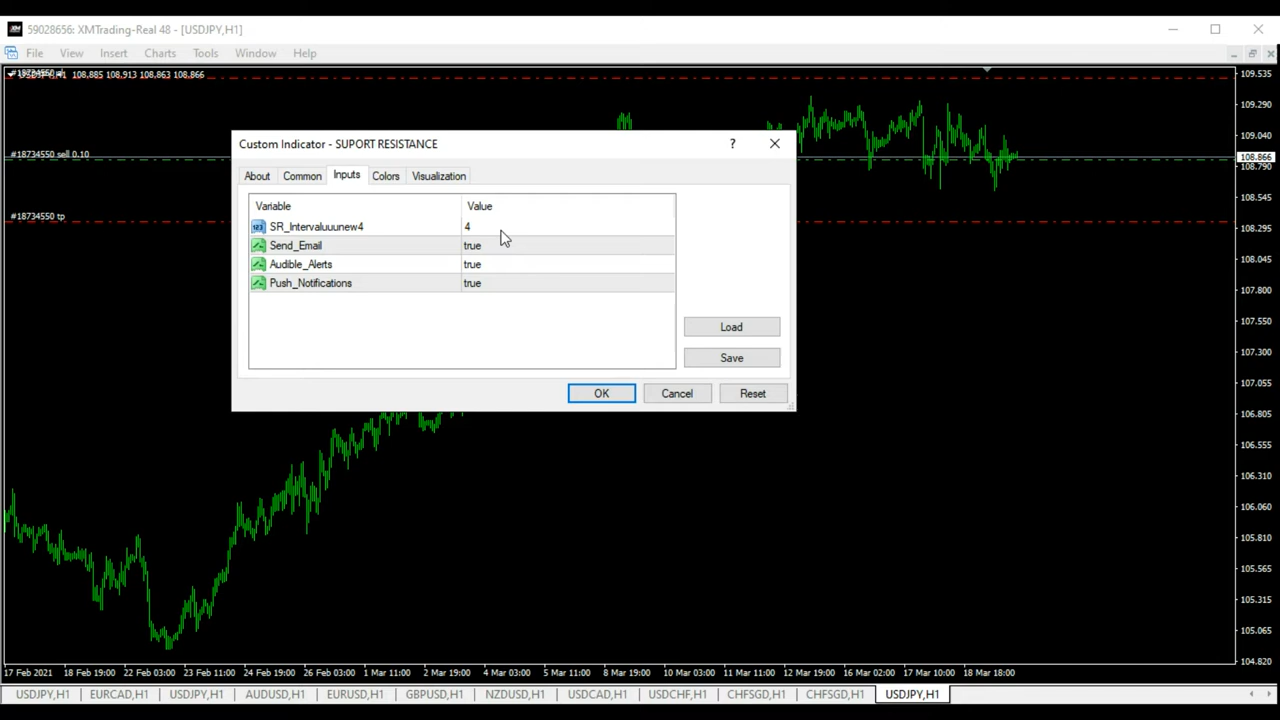 59028656: XMTrading-Real 48 - [USDJPY,H1]
File View Insert Charts Tools Window Help
USDJPY,H1 108.885 108.913 108.863 108.866
#18734550 sell 0.10
#18734550 tp
Custom Indicator - SUPORT RESISTANCE
?
About Common Inputs Colors Visualization
Variable Value
SR_Intervaluuunew4 4
Send_Email true
Audible_Alerts true
Push_Notifications true
Load
Save
OK Cancel Reset
109.535
109.290
109.040
108.866
108.790
108.545
108.295
108.045
107.800
107.550
107.300
107.055
106.805
106.555
106.310
106.060
105.810
105.565
105.315
105.065
104.820
17 Feb 2021 18 Feb 19:00 22 Feb 03:00 23 Feb 11:00 24 Feb 19:00 26 Feb 03:00 1 Mar 11:00 2 Mar 19:00 4 Mar 03:00 5 Mar 11:00 8 Mar 19:00 10 Mar 03:00 11 Mar 11:00 12 Mar 19:00 16 Mar 02:00 17 Mar 10:00 18 Mar 18:00
USDJPY,H1 EURCAD,H1 USDJPY,H1 AUDUSD,H1 EURUSD,H1 GBPUSD,H1 NZDUSD,H1 USDCAD,H1 USDCHF,H1 CHFSGD,H1 CHFSGD,H1 USDJPY,H1